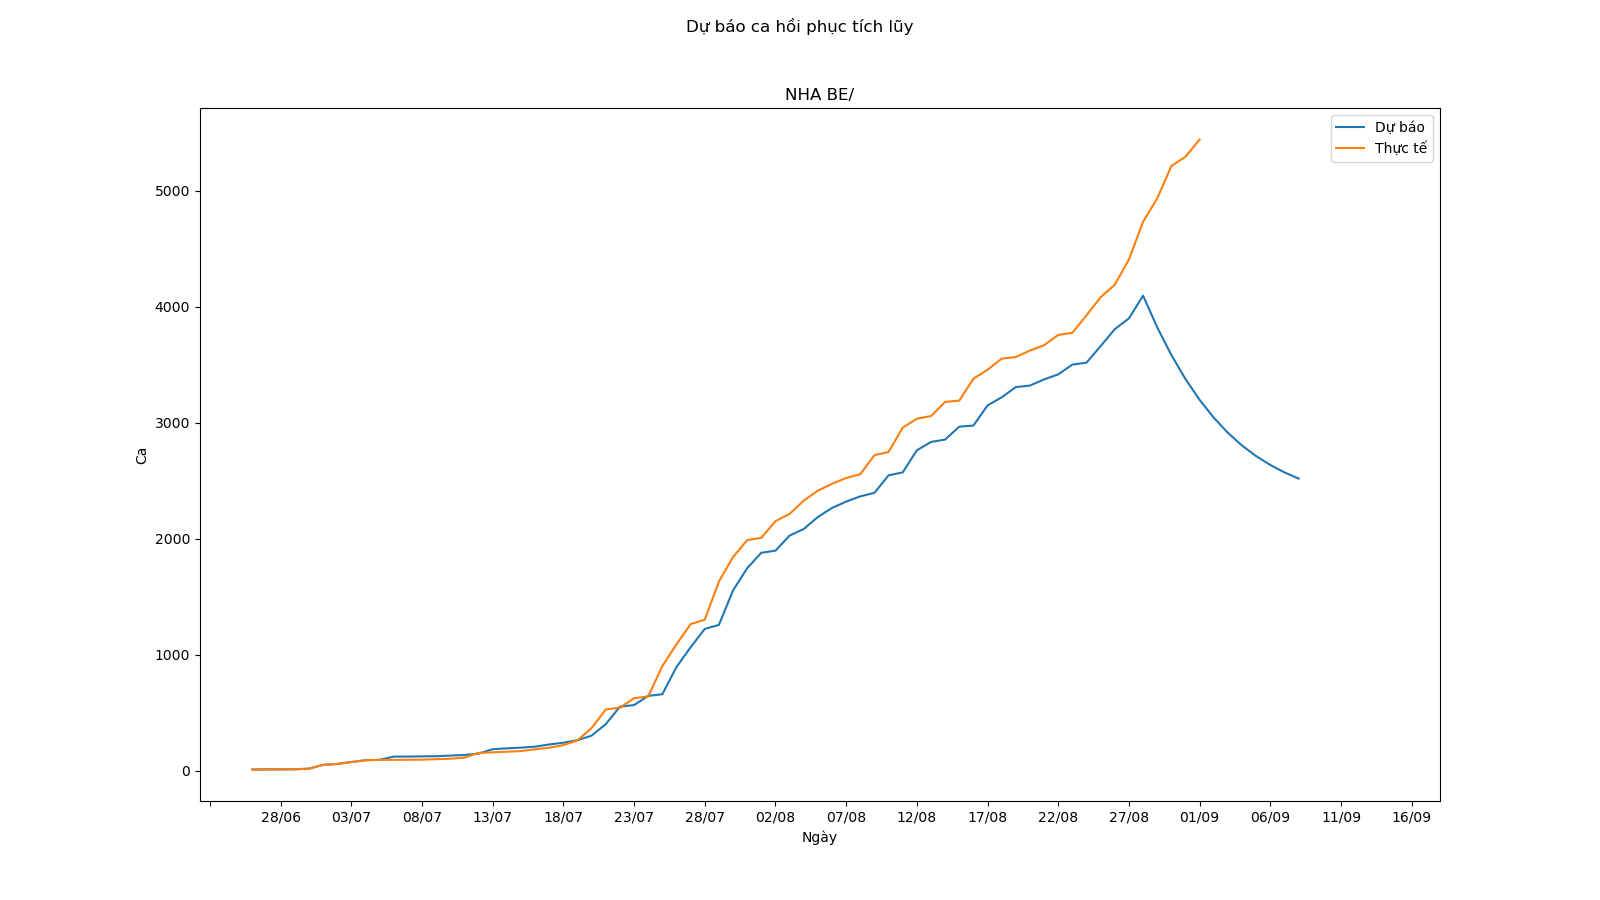 Dự báo ca hồi phục tích lũy
NHA BE/
Dự báo
Thực tế
5000
4000
3000
2000
1000
0
Ca
28/06 03/07 08/07 13/07 18/07 23/07 28/07 02/08 07/08 12/08 17/08 22/08 27/08 01/09 06/09 11/09 16/09
Ngày